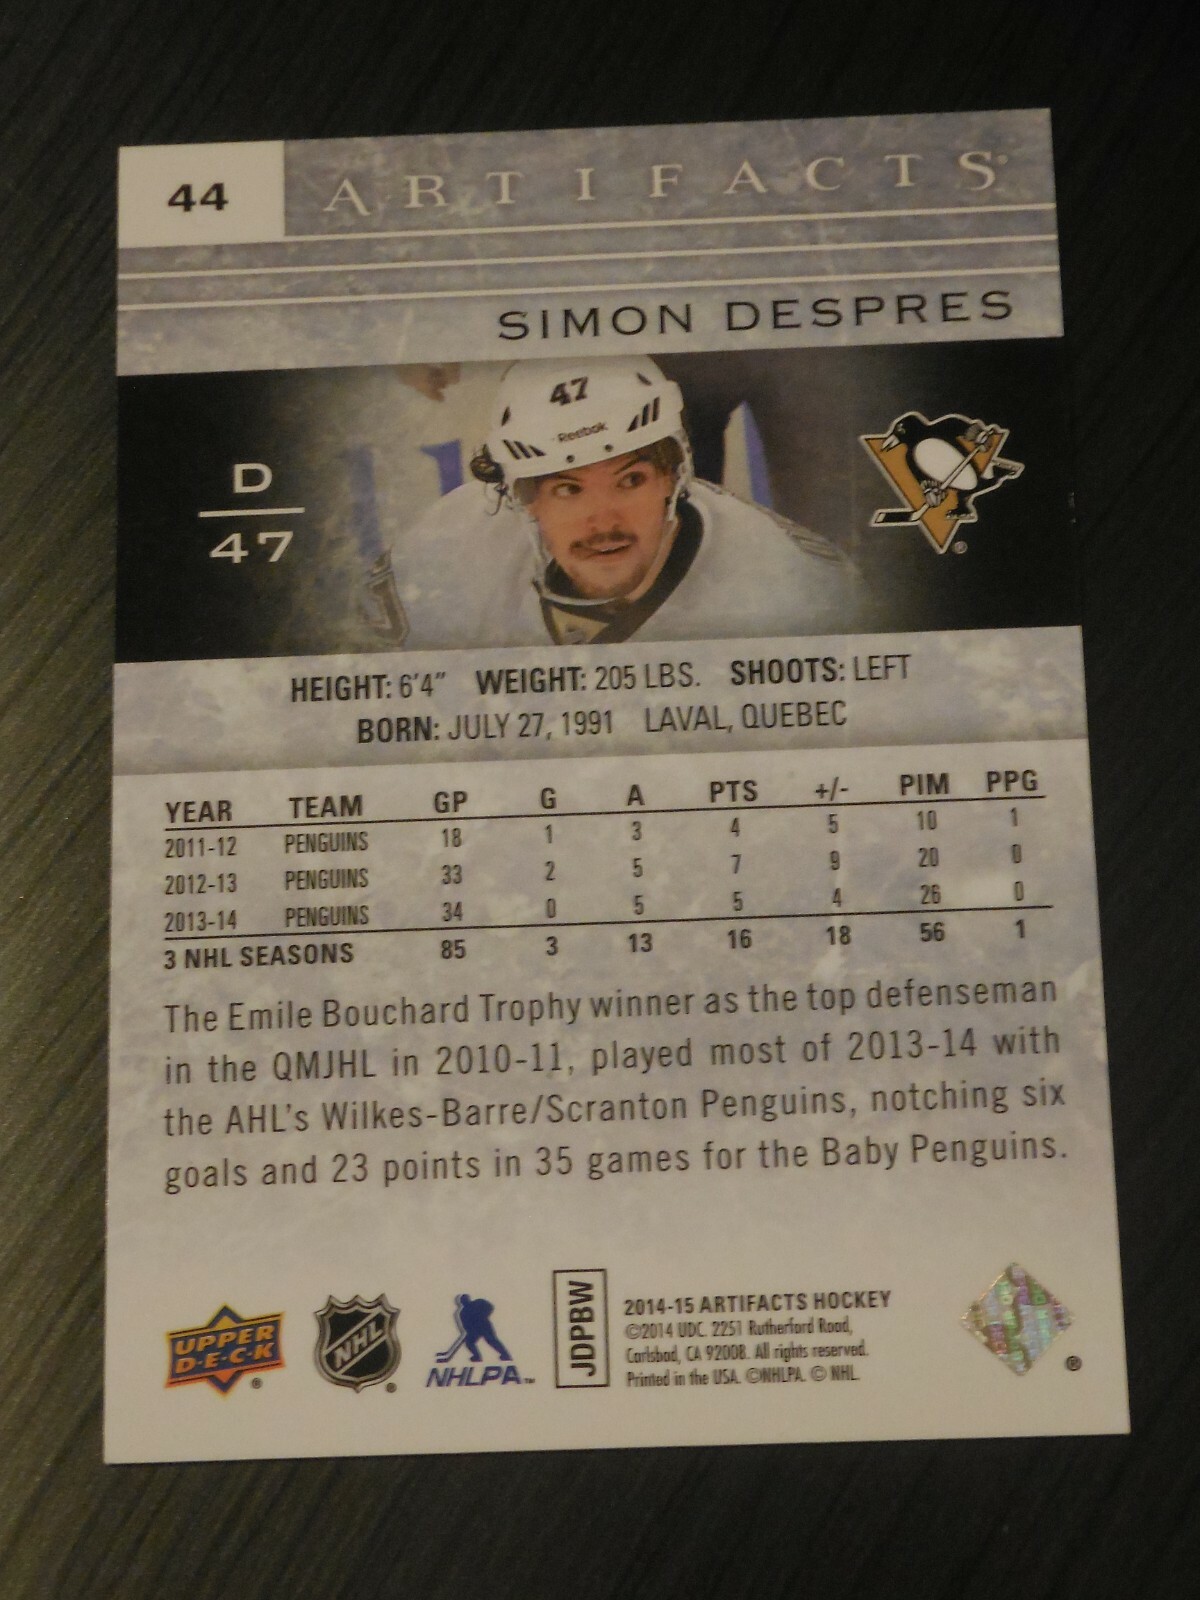 44
ARTIFACTS®
SIMON DESPRES
47
Reebok
D
47
HEIGHT: 6'4" WEIGHT: 205 LBS. SHOOTS: LEFT
BORN: JULY 27, 1991 LAVAL, QUEBEC
YEAR TEAM GP G A PTS +/- PIM PPG
2011-12 PENGUINS 18 1 3 4 5 10 1
2012-13 PENGUINS 33 2 5 7 9 20 0
2013-14 PENGUINS 34 0 5 5 4 26 0
3 NHL SEASONS 85 3 13 16 18 56 1
The Emile Bouchard Trophy winner as the top defenseman
in the QMJHL in 2010-11, played most of 2013-14 with
the AHL's Wilkes-Barre/Scranton Penguins, notching six
goals and 23 points in 35 games for the Baby Penguins.
UPPER
D·E·C·K
®
NHL
®
NHLPA™
JDPBW
2014-15 ARTIFACTS HOCKEY
©2014 UDC. 2251 Rutherford Road,
Carlsbad, CA 92008. All rights reserved.
Printed in the USA. ©NHLPA. © NHL.
®